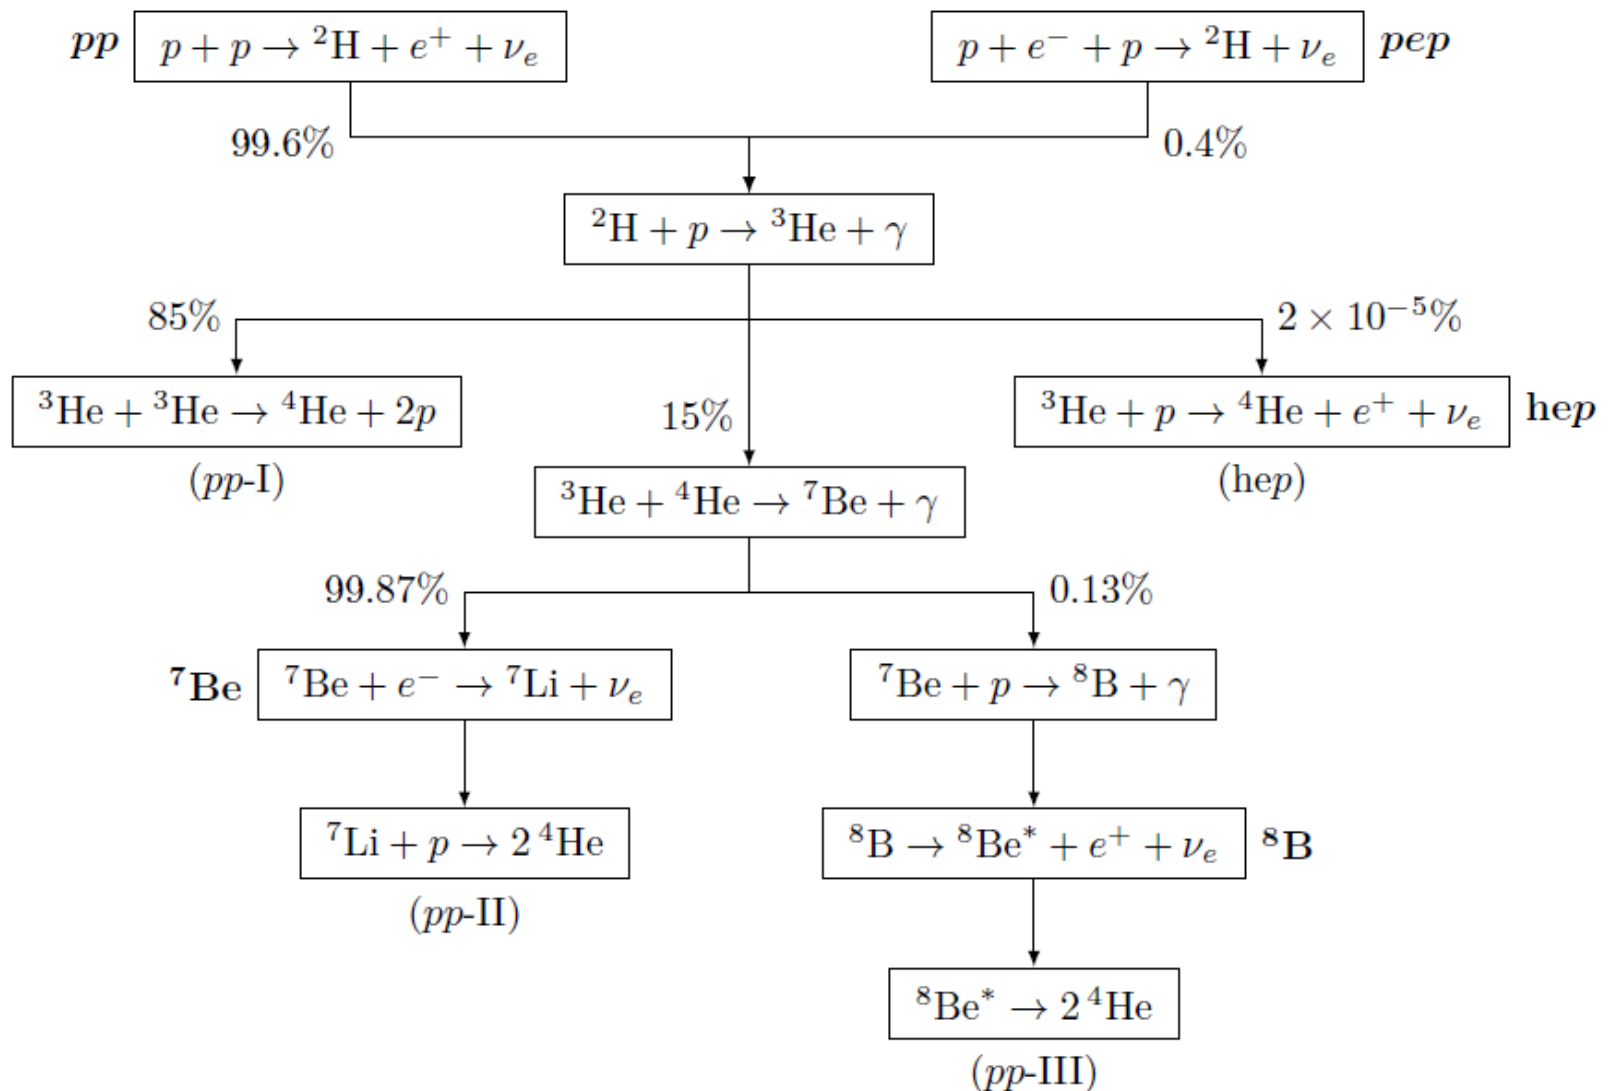 pp p + p → ²H + e⁺ + νₑ p + e⁻ + p → ²H + νₑ pep
99.6% 0.4%
²H + p → ³He + γ
85% 2 × 10⁻⁵%
³He + ³He → ⁴He + 2p 15% ³He + p → ⁴He + e⁺ + νₑ hep
(pp-I) (hep)
³He + ⁴He → ⁷Be + γ
99.87% 0.13%
⁷Be ⁷Be + e⁻ → ⁷Li + νₑ ⁷Be + p → ⁸B + γ
⁷Li + p → 2 ⁴He ⁸B → ⁸Be* + e⁺ + νₑ ⁸B
(pp-II)
⁸Be* → 2 ⁴He
(pp-III)